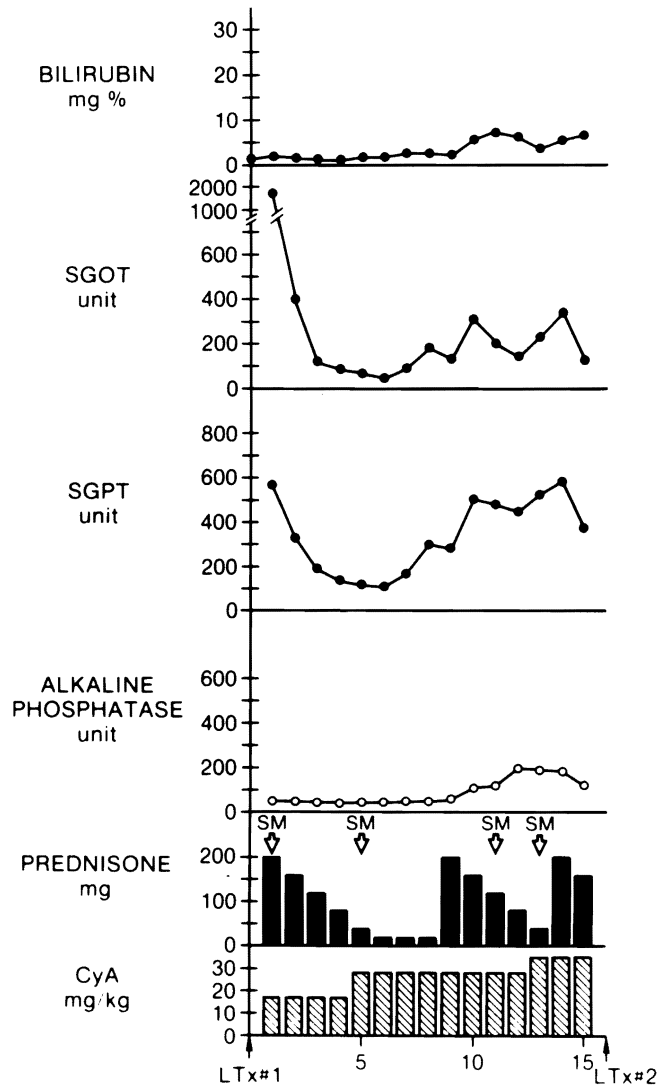 30
20
10
0
BILIRUBIN
mg %
2000
1000
600
400
200
0
SGOT
unit
800
600
400
200
0
SGPT
unit
600
400
200
0
ALKALINE
PHOSPHATASE
unit
SM SM SM SM
200
100
0
PREDNISONE
mg
30
20
10
0
CyA
mg/kg
5 10 15
LTx#1 LTx#2